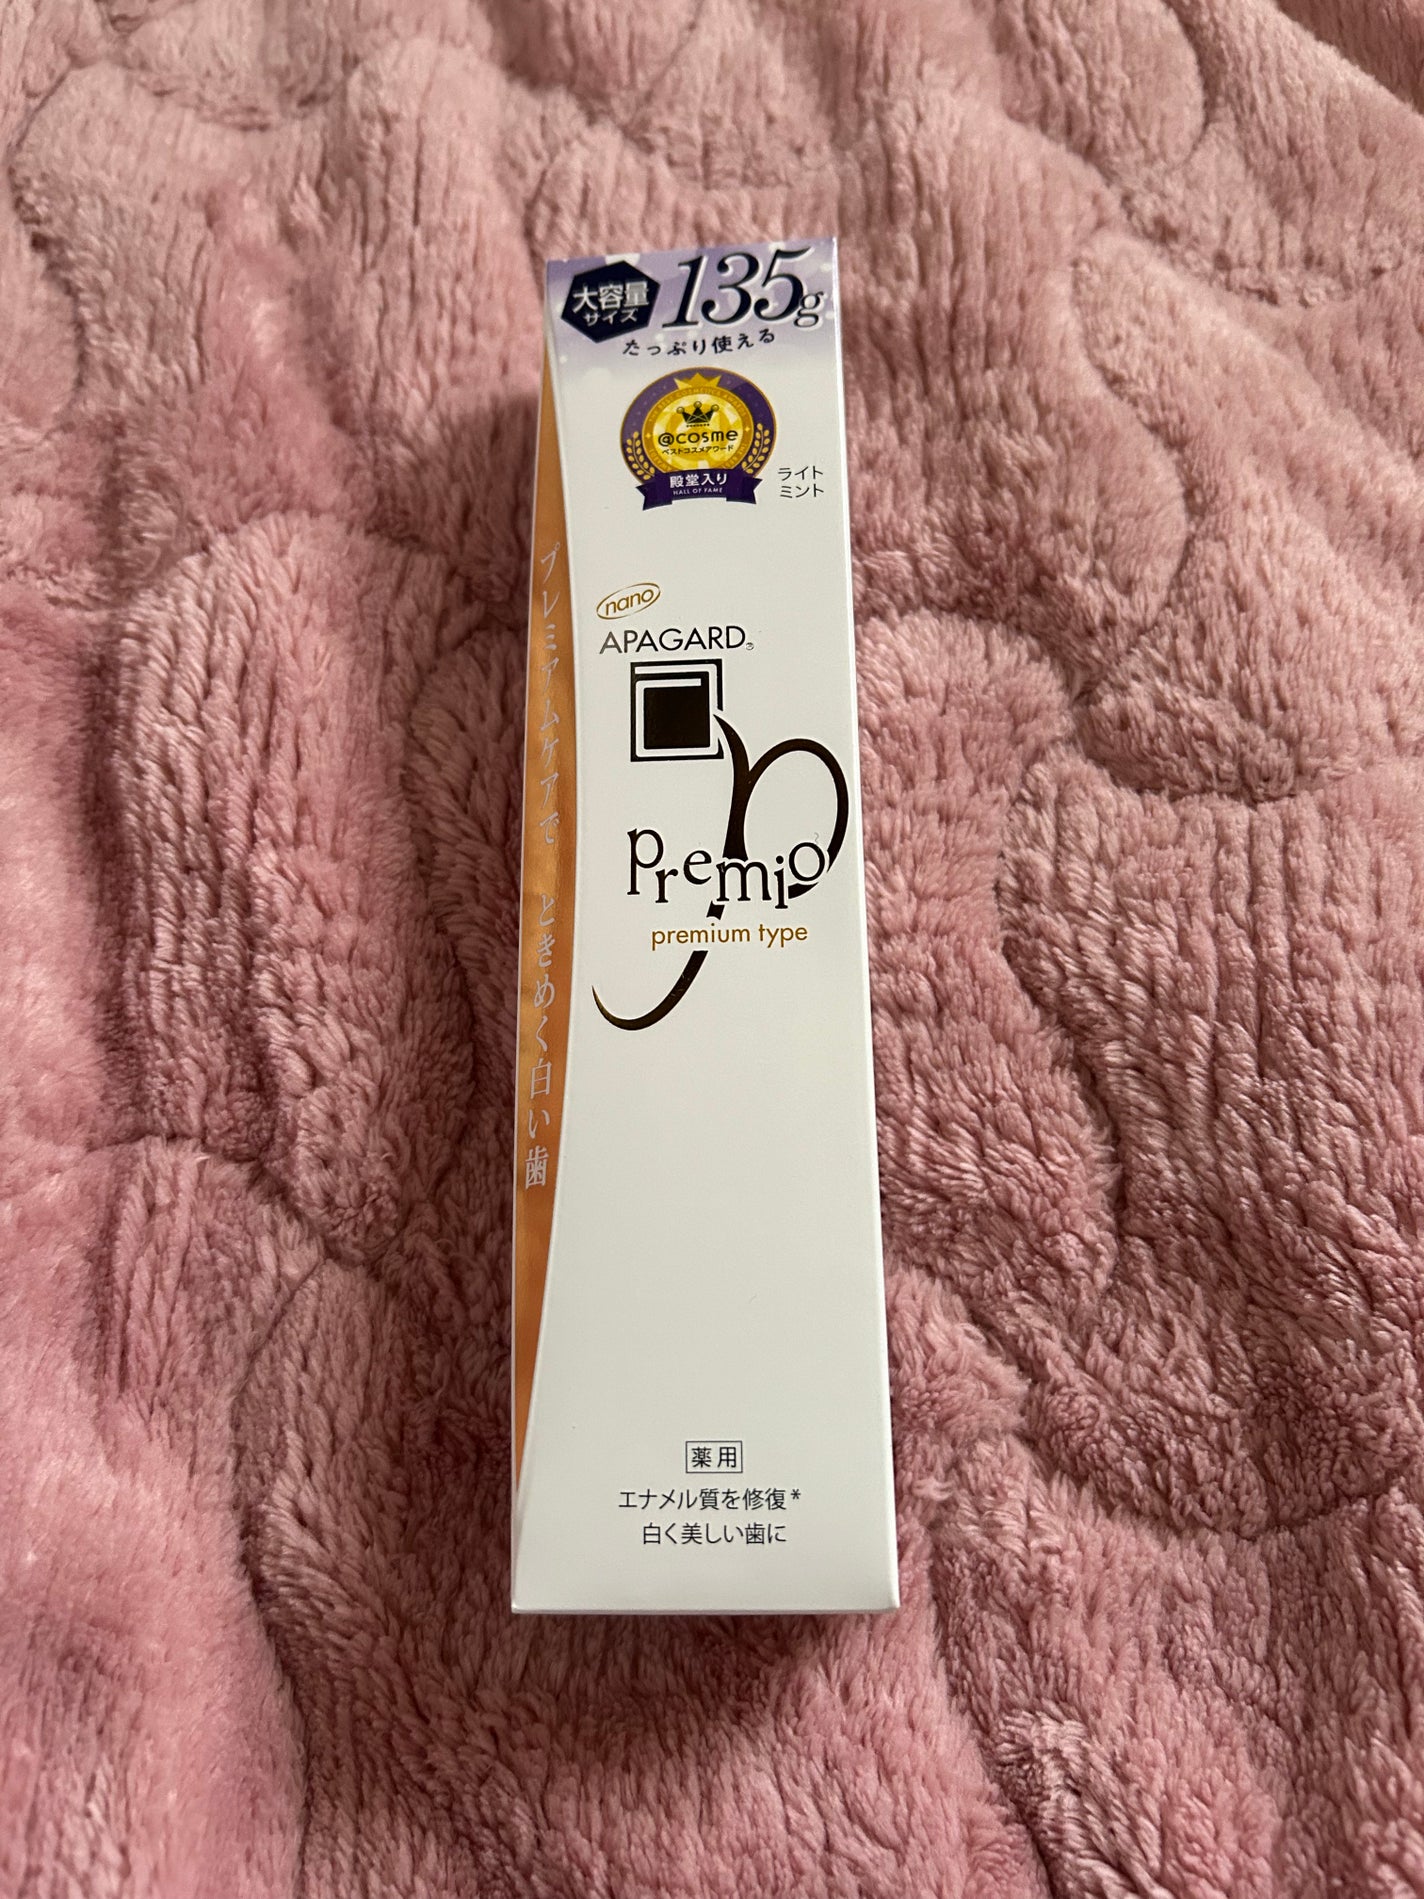 大容量
サイズ
135g
たっぷり使える
@cosme
ベストコスメアワード
殿堂入り
HALL OF FAME
ライト
ミント
nano
APAGARD®
premio
premium type
プレミアムケアで ときめく白い歯
薬用
エナメル質を修復*
白く美しい歯に